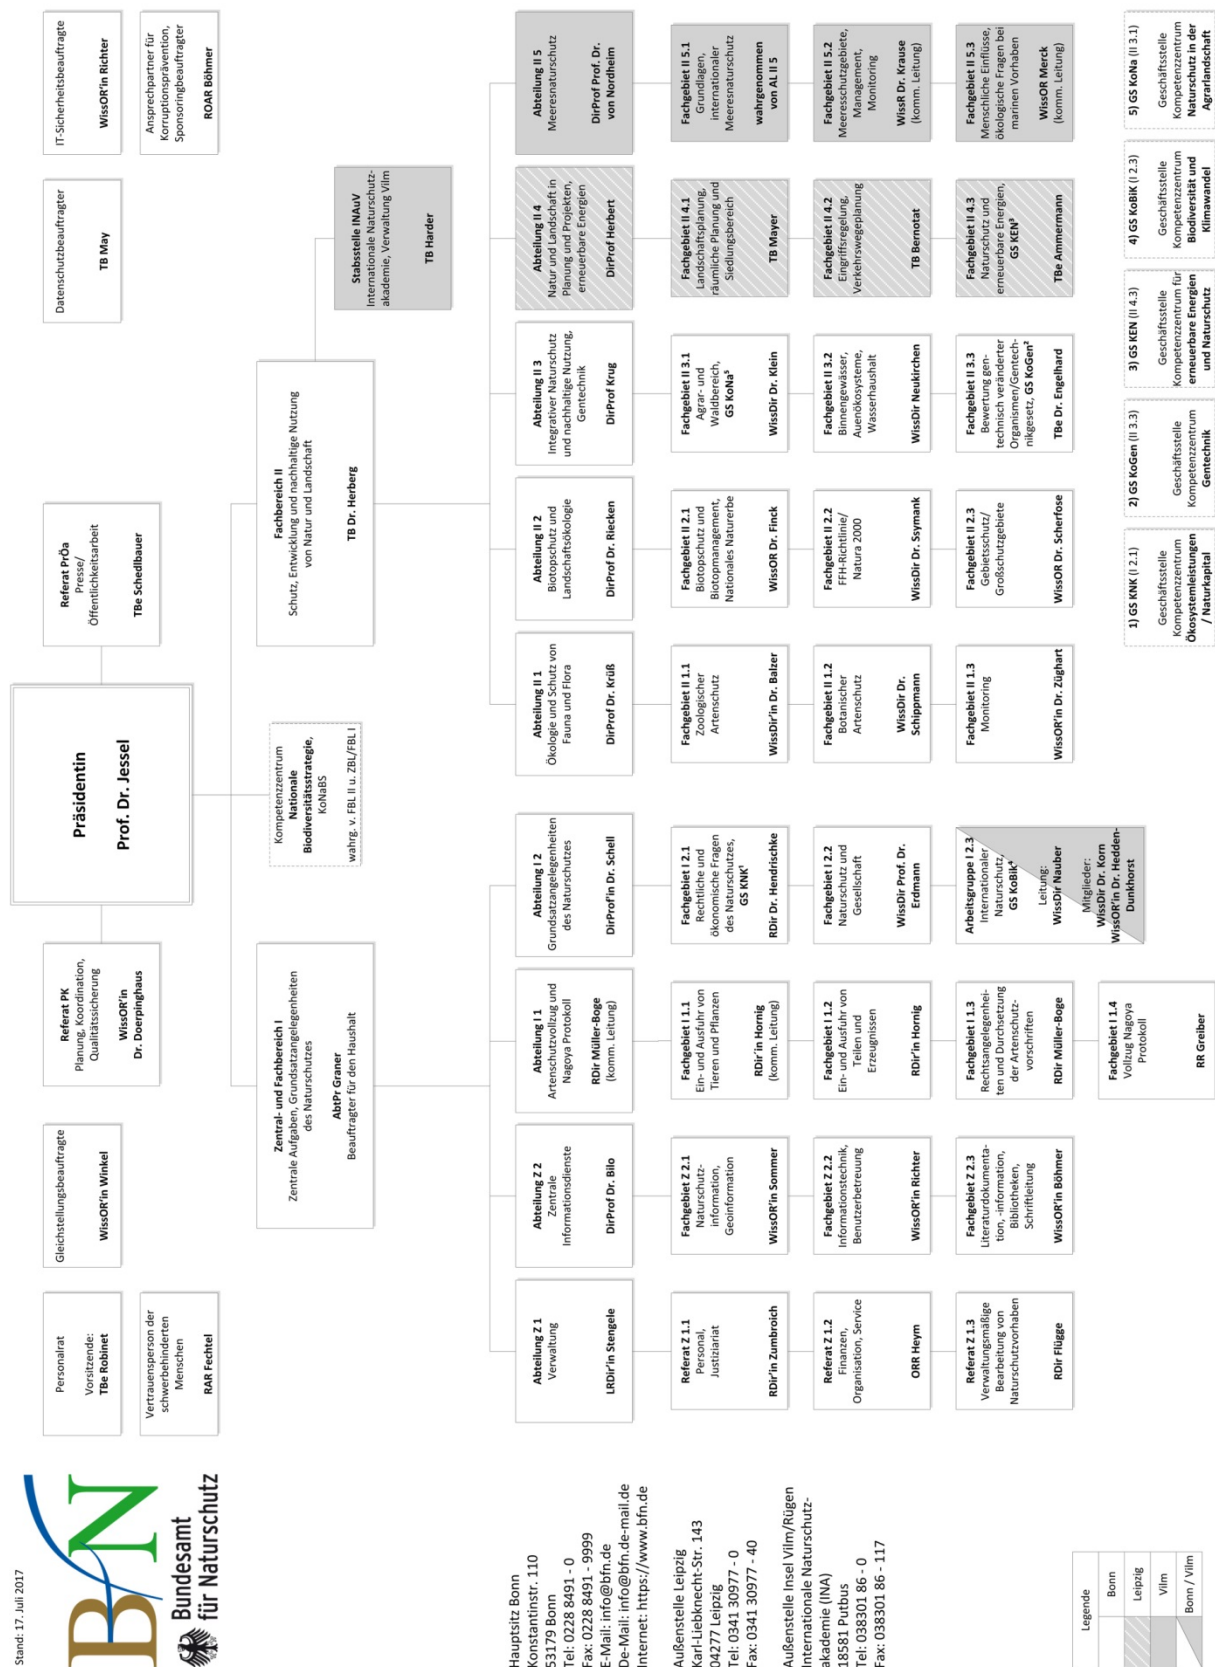 Stand: 17. Juli 2017
BfN
Bundesamt
für Naturschutz
Hauptsitz Bonn
Konstantinstr. 110
53179 Bonn
Tel: 0228 8491 - 0
Fax: 0228 8491 - 9999
E-Mail: info@bfn.de
De-Mail: info@bfn.de-mail.de
Internet: https://www.bfn.de
Außenstelle Leipzig
Karl-Liebknecht-Str. 143
04277 Leipzig
Tel: 0341 30977 - 0
Fax: 0341 30977 - 40
Außenstelle Insel Vilm/Rügen
Internationale Naturschutz-
akademie (INA)
18581 Putbus
Tel: 038301 86 - 0
Fax: 038301 86 - 117
Legende
Bonn
Leipzig
Vilm
Bonn / Vilm
Personalrat
Vorsitzende:
TBe Robinet
Vertrauensperson der
schwerbehinderten
Menschen
RAR Fechtel
Gleichstellungsbeauftragte
WissOR'in Winkel
Referat PK
Planung, Koordination,
Qualitätssicherung
WissOR'in
Dr. Doerpinghaus
Präsidentin
Prof. Dr. Jessel
Referat PrÖa
Presse/
Öffentlichkeitsarbeit
TBe Schedlbauer
Datenschutzbeauftragter
TB May
IT-Sicherheitsbeauftragte
WissOR'in Richter
Ansprechpartner für
Korruptionsprävention,
Sponsoringbeauftragter
ROAR Böhmer
Zentral- und Fachbereich I
Zentrale Aufgaben, Grundsatzangelegenheiten
des Naturschutzes
AbtPr Graner
Beauftragter für den Haushalt
Kompetenzzentrum
Nationale
Biodiversitätsstrategie,
KoNaBS
wahrg. v. FBL II u. ZBL/FBL I
Fachbereich II
Schutz, Entwicklung und nachhaltige Nutzung
von Natur und Landschaft
TB Dr. Herberg
Stabsstelle INAuV
Internationale Naturschutz-
akademie, Verwaltung Vilm
TB Harder
Abteilung Z 1
Verwaltung
LRDir'in Stengele
Abteilung Z 2
Zentrale
Informationsdienste
DirProf Dr. Bilo
Abteilung I 1
Artenschutzvollzug und
Nagoya Protokoll
RDir Müller-Boge
(komm. Leitung)
Abteilung I 2
Grundsatzangelegenheiten
des Naturschutzes
DirProf'in Dr. Schell
Abteilung II 1
Ökologie und Schutz von
Fauna und Flora
DirProf Dr. Krüß
Abteilung II 2
Biotopschutz und
Landschaftsökologie
DirProf Dr. Riecken
Abteilung II 3
Integrativer Naturschutz
und nachhaltige Nutzung,
Gentechnik
DirProf Krug
Abteilung II 4
Natur und Landschaft in
Planung und Projekten,
erneuerbare Energien
DirProf Herbert
Abteilung II 5
Meeresnaturschutz
DirProf Prof. Dr.
von Nordheim
Referat Z 1.1
Personal,
Justiziariat
RDir'in Zumbroich
Fachgebiet Z 2.1
Naturschutz-
information,
Geoinformation
WissOR'in Sommer
Fachgebiet I 1.1
Ein- und Ausfuhr von
Tieren und Pflanzen
RDir´in Hornig
(komm. Leitung)
Fachgebiet I 2.1
Rechtliche und
ökonomische Fragen
des Naturschutzes,
GS KNK¹
RDir Dr. Hendrischke
Fachgebiet II 1.1
Zoologischer
Artenschutz
WissDir'in Dr. Balzer
Fachgebiet II 2.1
Biotopschutz und
Biotopmanagement,
Nationales Naturerbe
WissOR Dr. Finck
Fachgebiet II 3.1
Agrar- und
Waldbereich,
GS KoNa⁵
WissDir Dr. Klein
Fachgebiet II 4.1
Landschaftsplanung,
räumliche Planung und
Siedlungsbereich
TB Mayer
Fachgebiet II 5.1
Grundlagen,
internationaler
Meeresnaturschutz
wahrgenommen
von AL II 5
Referat Z 1.2
Finanzen,
Organisation, Service
ORR Heym
Fachgebiet Z 2.2
Informationstechnik,
Benutzerbetreuung
WissOR'in Richter
Fachgebiet I 1.2
Ein- und Ausfuhr von
Teilen und
Erzeugnissen
RDir'in Hornig
Fachgebiet I 2.2
Naturschutz und
Gesellschaft
WissDir Prof. Dr.
Erdmann
Fachgebiet II 1.2
Botanischer
Artenschutz
WissDir Dr.
Schippmann
Fachgebiet II 2.2
FFH-Richtlinie/
Natura 2000
WissDir Dr. Ssymank
Fachgebiet II 3.2
Binnengewässer,
Auenökosysteme,
Wasserhaushalt
WissDir Neukirchen
Fachgebiet II 4.2
Eingriffsregelung,
Verkehrswegeplanung
TB Bernotat
Fachgebiet II 5.2
Meeresschutzgebiete,
Management,
Monitoring
WissR Dr. Krause
(komm. Leitung)
Referat Z 1.3
Verwaltungsmäßige
Bearbeitung von
Naturschutzvorhaben
RDir Flügge
Fachgebiet Z 2.3
Literaturdokumenta-
tion, -information,
Bibliotheken,
Schriftleitung
WissOR'in Böhmer
Fachgebiet I 1.3
Rechtsangelegenhei-
ten und Durchsetzung
der Artenschutz-
vorschriften
RDir Müller-Boge
Arbeitsgruppe I 2.3
Internationaler
Naturschutz,
GS KoBik⁴
Leitung:
WissDir Nauber
Mitglieder:
WissDir Dr. Korn
WissOR'in Dr. Hedden-
Dunkhorst
Fachgebiet II 1.3
Monitoring
WissOR'in Dr. Züghart
Fachgebiet II 2.3
Gebietsschutz/
Großschutzgebiete
WissOR Dr. Scherfose
Fachgebiet II 3.3
Bewertung gen-
technisch veränderter
Organismen/Gentech-
nikgesetz, GS KoGen²
TBe Dr. Engelhard
Fachgebiet II 4.3
Naturschutz und
erneuerbare Energien,
GS KEN³
TBe Ammermann
Fachgebiet II 5.3
Menschliche Einflüsse,
ökologische Fragen bei
marinen Vorhaben
WissOR Merck
(komm. Leitung)
Fachgebiet I 1.4
Vollzug Nagoya
Protokoll
RR Greiber
1) GS KNK (I 2.1)
Geschäftsstelle
Kompetenzzentrum
Ökosystemleistungen
/ Naturkapital
2) GS KoGen (II 3.3)
Geschäftsstelle
Kompetenzzentrum
Gentechnik
3) GS KEN (II 4.3)
Geschäftsstelle
Kompetenzzentrum für
erneuerbare Energien
und Naturschutz
4) GS KoBiK (I 2.3)
Geschäftsstelle
Kompetenzzentrum
Biodiversität und
Klimawandel
5) GS KoNa (II 3.1)
Geschäftsstelle
Kompetenzzentrum
Naturschutz in der
Agrarlandschaft